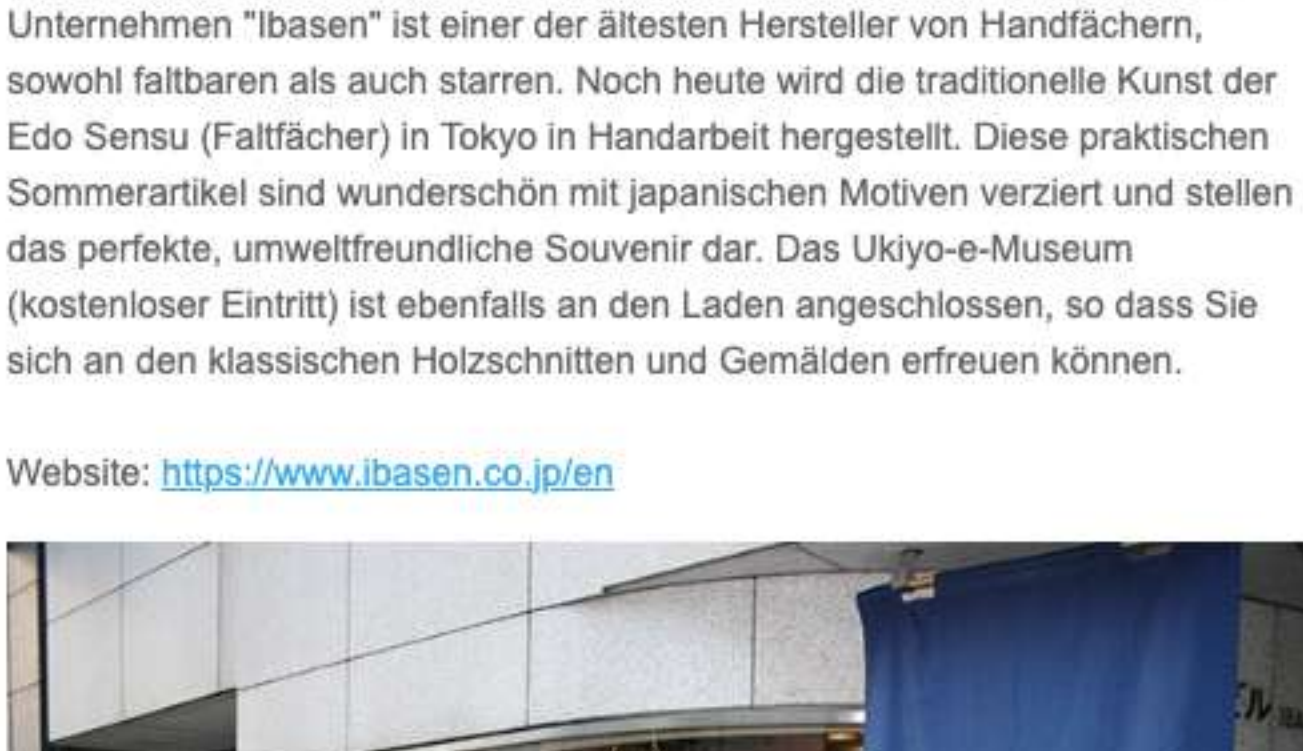 Unternehmen "Ibasen" ist einer der ältesten Hersteller von Handfächern,
sowohl faltbaren als auch starren. Noch heute wird die traditionelle Kunst der
Edo Sensu (Faltfächer) in Tokyo in Handarbeit hergestellt. Diese praktischen
Sommerartikel sind wunderschön mit japanischen Motiven verziert und stellen
das perfekte, umweltfreundliche Souvenir dar. Das Ukiyo-e-Museum
(kostenloser Eintritt) ist ebenfalls an den Laden angeschlossen, so dass Sie
sich an den klassischen Holzschnitten und Gemälden erfreuen können.
Website: https://www.ibasen.co.jp/en